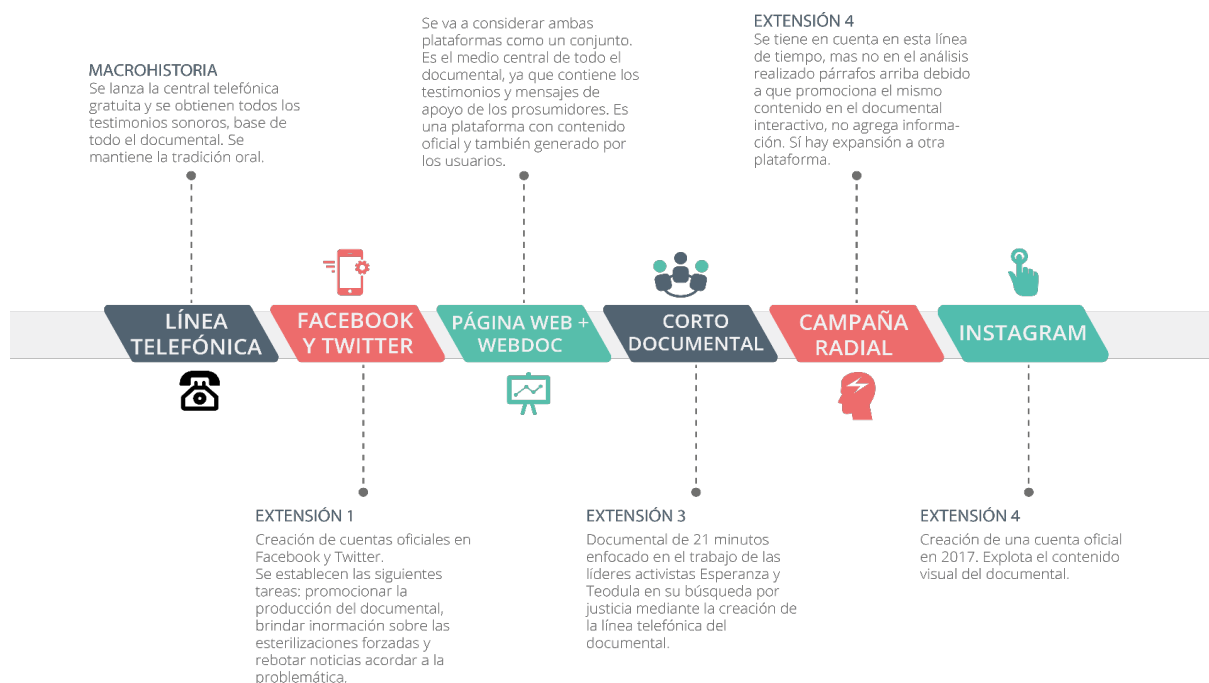 MACROHISTORIA
Se lanza la central telefónica
gratuita y se obtienen todos los
testimonios sonoros, base de
todo el documental. Se
mantiene la tradición oral.
Se va a considerar ambas
plataformas como un conjunto.
Es el medio central de todo el
documental, ya que contiene los
testimonios y mensajes de
apoyo de los prosumidores. Es
una plataforma con contenido
oficial y también generado por
los usuarios.
EXTENSIÓN 4
Se tiene en cuenta en esta línea
de tiempo, mas no en el análisis
realizado párrafos arriba debido
a que promociona el mismo
contenido en el documental
interactivo, no agrega informa-
ción. Sí hay expansión a otra
plataforma.
LÍNEA
TELEFÓNICA
FACEBOOK
Y TWITTER
PÁGINA WEB +
WEBDOC
CORTO
DOCUMENTAL
CAMPAÑA
RADIAL
INSTAGRAM
EXTENSIÓN 1
Creación de cuentas oficiales en
Facebook y Twitter.
Se establecen las siguientes
tareas: promocionar la
producción del documental,
brindar inormación sobre las
esterilizaciones forzadas y
rebotar noticias acordar a la
problemática.
EXTENSIÓN 3
Documental de 21 minutos
enfocado en el trabajo de las
líderes activistas Esperanza y
Teodula en su búsqueda por
justicia mediante la creación de
la línea telefónica del
documental.
EXTENSIÓN 4
Creación de una cuenta oficial
en 2017. Explota el contenido
visual del documental.